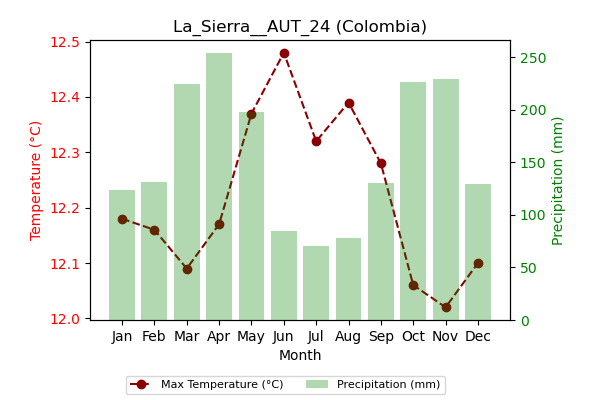 La_Sierra__AUT_24 (Colombia)
Temperature (°C)
12.5
12.4
12.3
12.2
12.1
12.0
250
200
150
100
50
0
Precipitation (mm)
Jan Feb Mar Apr May Jun Jul Aug Sep Oct Nov Dec
Month
Max Temperature (°C) Precipitation (mm)